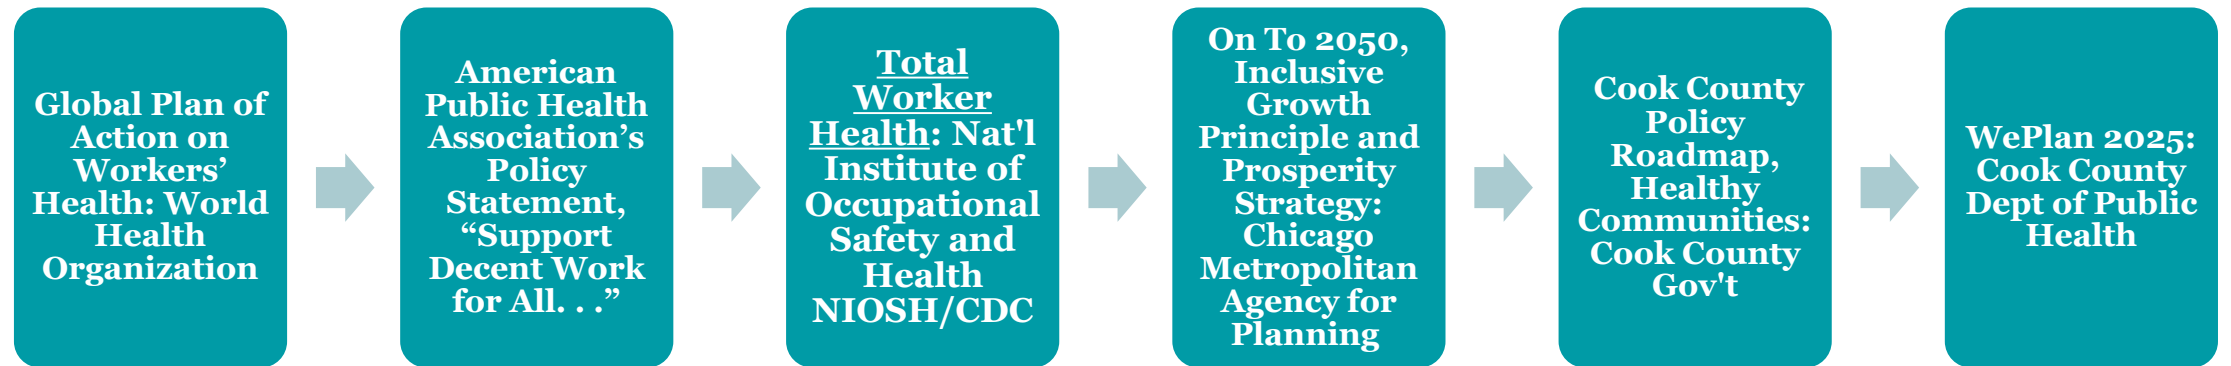 Global Plan of
Action on
Workers’
Health: World
Health
Organization
American
Public Health
Association’s
Policy
Statement,
“Support
Decent Work
for All. . .”
Total
Worker
Health: Nat'l
Institute of
Occupational
Safety and
Health
NIOSH/CDC
On To 2050,
Inclusive
Growth
Principle and
Prosperity
Strategy:
Chicago
Metropolitan
Agency for
Planning
Cook County
Policy
Roadmap,
Healthy
Communities:
Cook County
Gov't
WePlan 2025:
Cook County
Dept of Public
Health